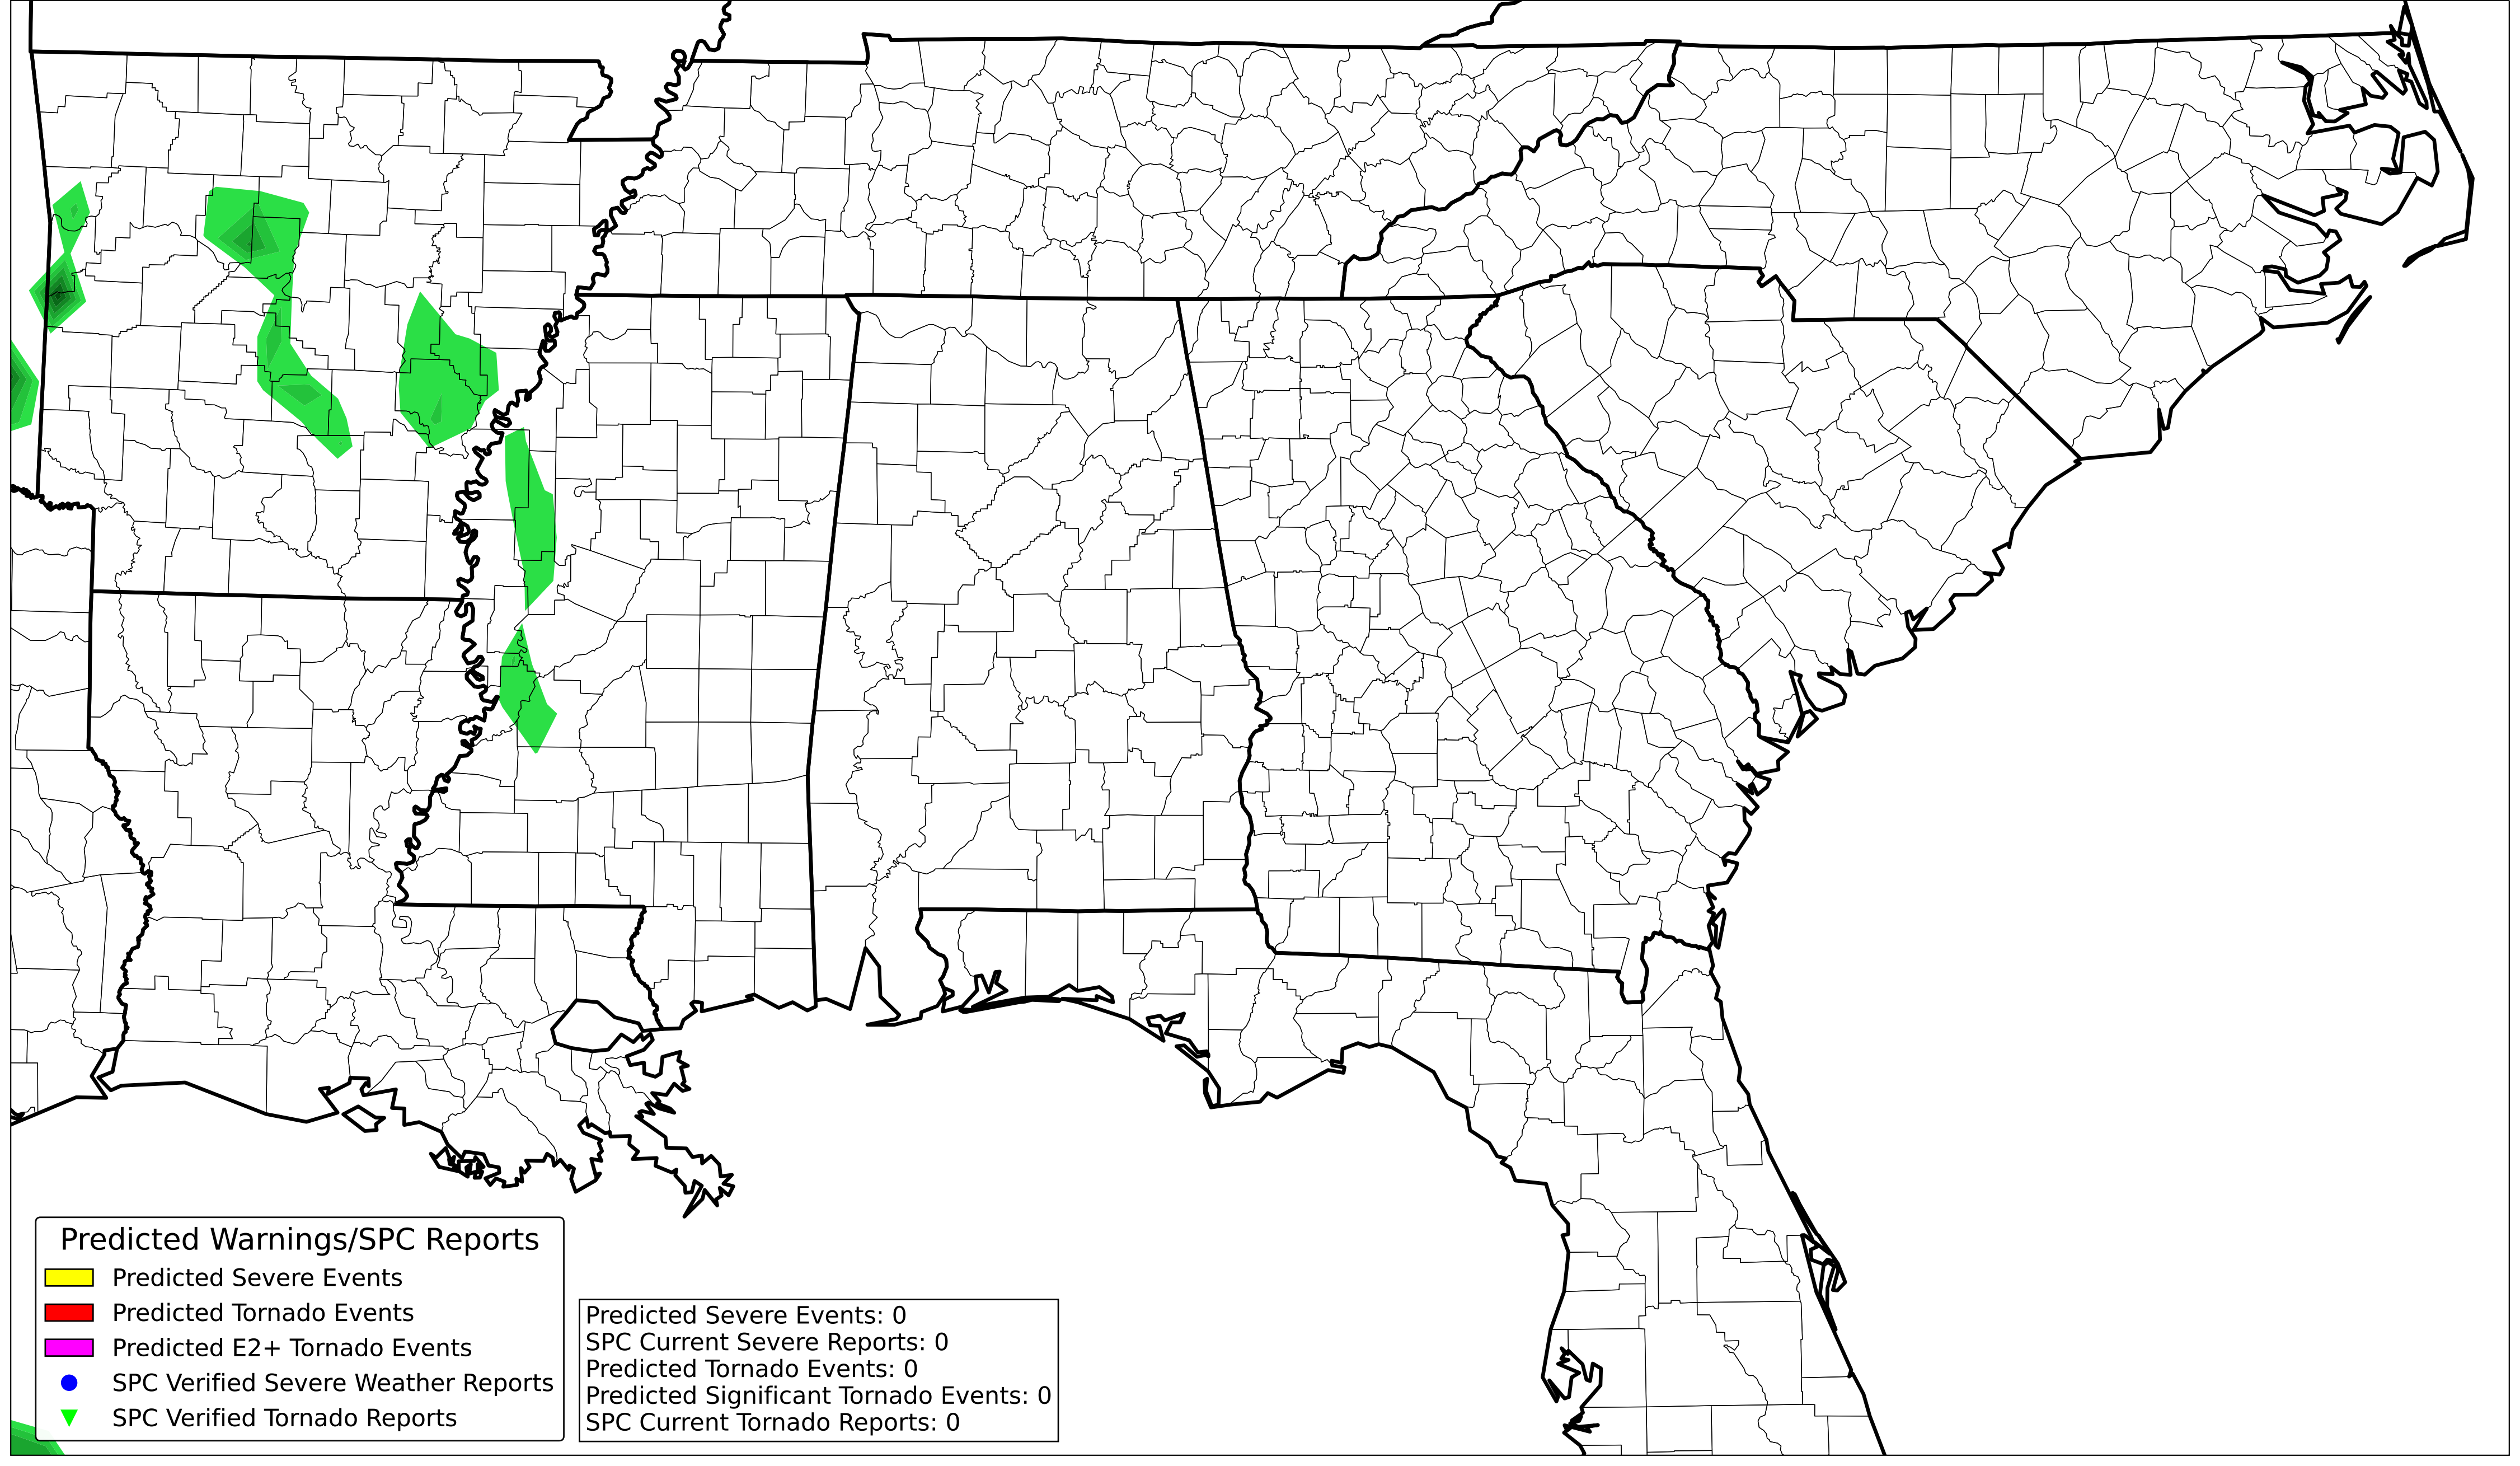 Predicted Warnings/SPC Reports
Predicted Severe Events
Predicted Tornado Events
Predicted E2+ Tornado Events
SPC Verified Severe Weather Reports
SPC Verified Tornado Reports
Predicted Severe Events: 0
SPC Current Severe Reports: 0
Predicted Tornado Events: 0
Predicted Significant Tornado Events: 0
SPC Current Tornado Reports: 0